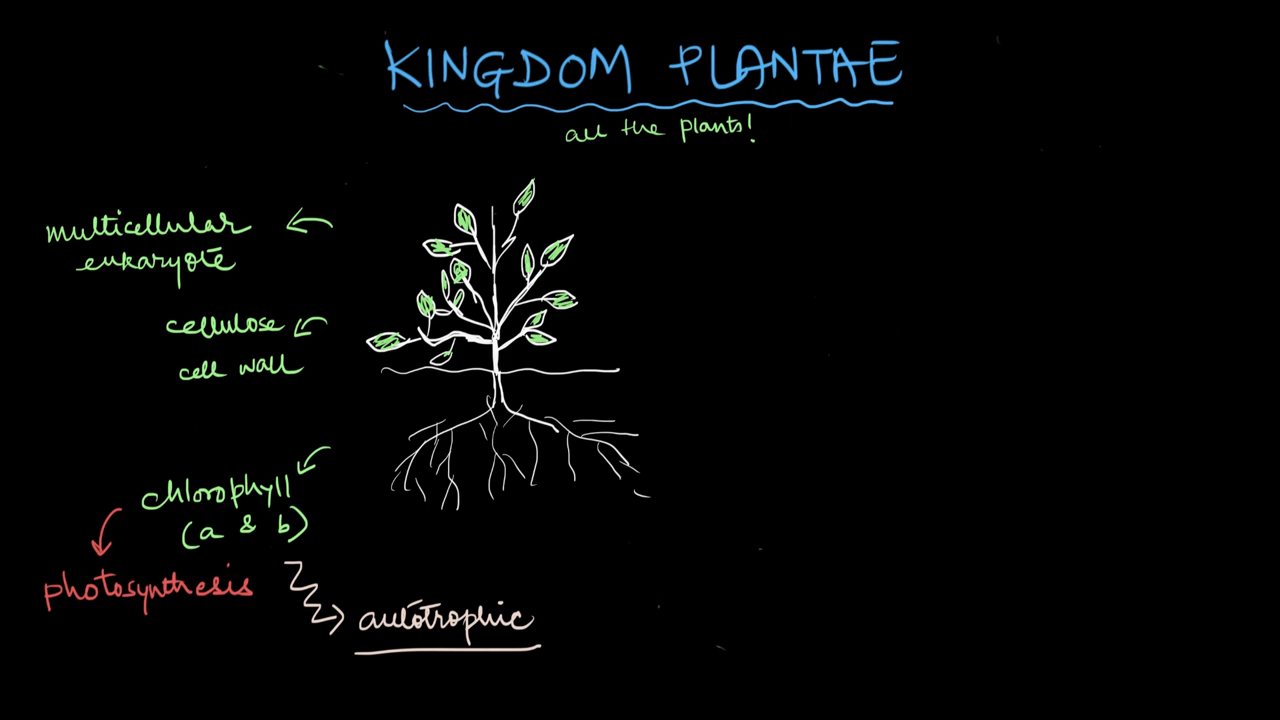 KINGDOM PLANTAE
all the plants!
multicellular
eukaryote
cellulose
cell wall
chlorophyll
(a & b)
photosynthesis
autotrophic